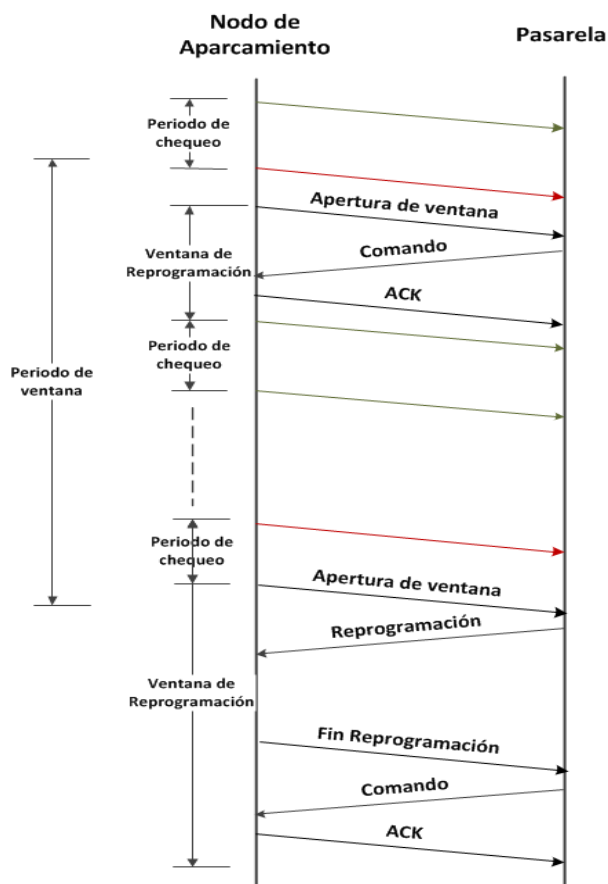 Nodo de
Aparcamiento
Pasarela
Periodo de
chequeo
Apertura de ventana
Comando
Ventana de
Reprogramación
ACK
Periodo de
chequeo
Periodo de
ventana
Periodo de
chequeo
Apertura de ventana
Reprogramación
Ventana de
Reprogramación
Fin Reprogramación
Comando
ACK